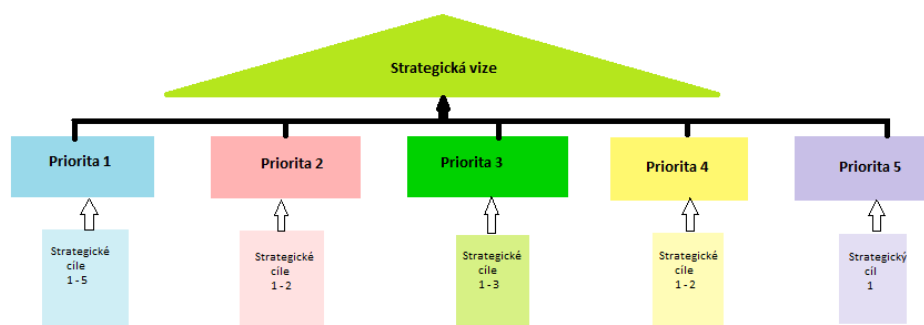 Strategická vize
Priorita 1
Priorita 2
Priorita 3
Priorita 4
Priorita 5
Strategické
cíle
1 - 5
Strategické
cíle
1 - 2
Strategické
cíle
1 - 3
Strategické
cíle
1 - 2
Strategický
cíl
1